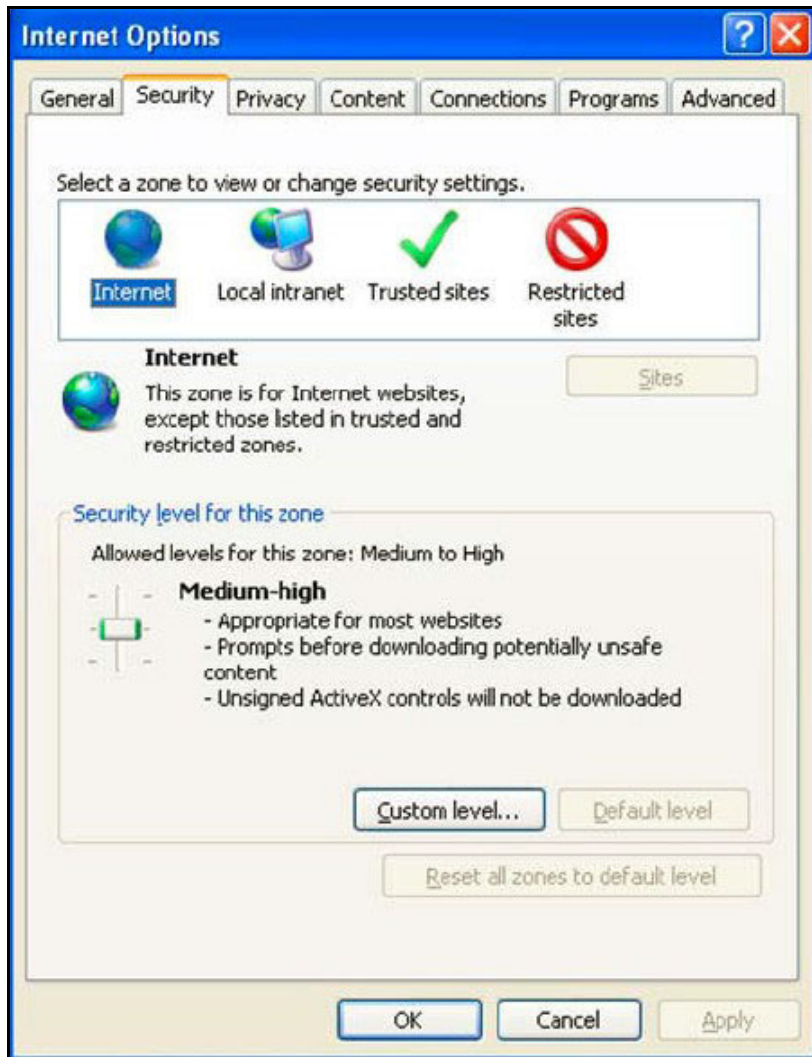 Internet Options
?
General Security Privacy Content Connections Programs Advanced
Select a zone to view or change security settings.
Internet Local intranet Trusted sites Restricted
sites
Internet
Sites
This zone is for Internet websites,
except those listed in trusted and
restricted zones.
Security level for this zone
Allowed levels for this zone: Medium to High
Medium-high
- Appropriate for most websites
- Prompts before downloading potentially unsafe
content
- Unsigned ActiveX controls will not be downloaded
Custom level... Default level
Reset all zones to default level
OK Cancel Apply